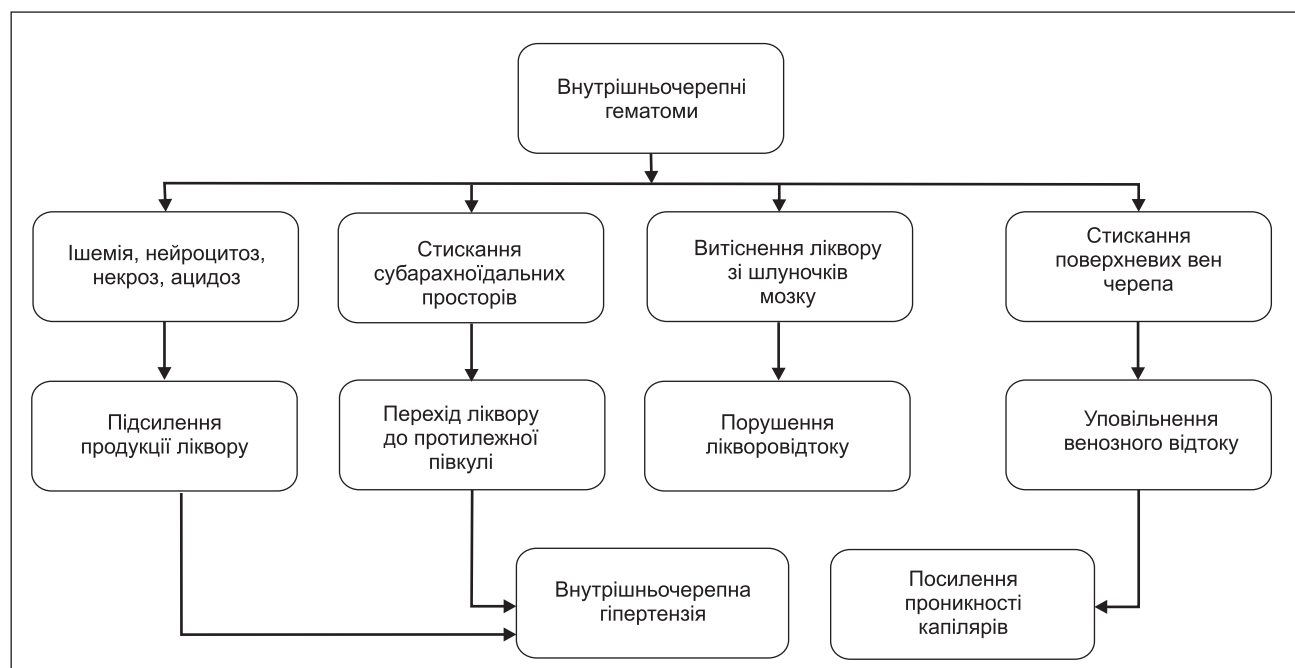 Внутрішньочерепні
гематоми
Ішемія, нейроцитоз,
некроз, ацидоз
Стискання
субарахноїдальних
просторів
Витіснення ліквору
зі шлуночків
мозку
Стискання
поверхневих вен
черепа
Підсилення
продукції ліквору
Перехід ліквору
до протилежної
півкулі
Порушення
лікворовідтоку
Уповільнення
венозного відтоку
Внутрішньочерепна
гіпертензія
Посилення
проникності
капілярів